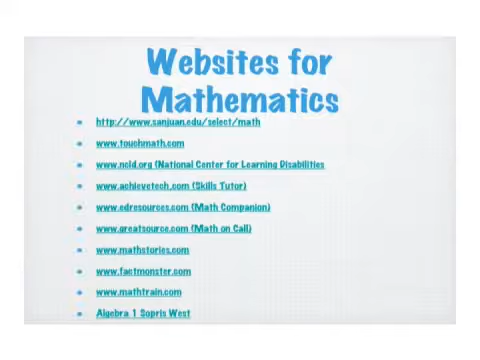 Websites for
Mathematics
http://www.sanjuan.edu/select/math
www.touchmath.com
www.ncld.org (National Center for Learning Disabilities
www.achievetech.com (Skills Tutor)
www.edresources.com (Math Companion)
www.greatsource.com (Math on Call)
www.mathstories.com
www.factmonster.com
www.mathtrain.com
Algebra 1 Sopris West